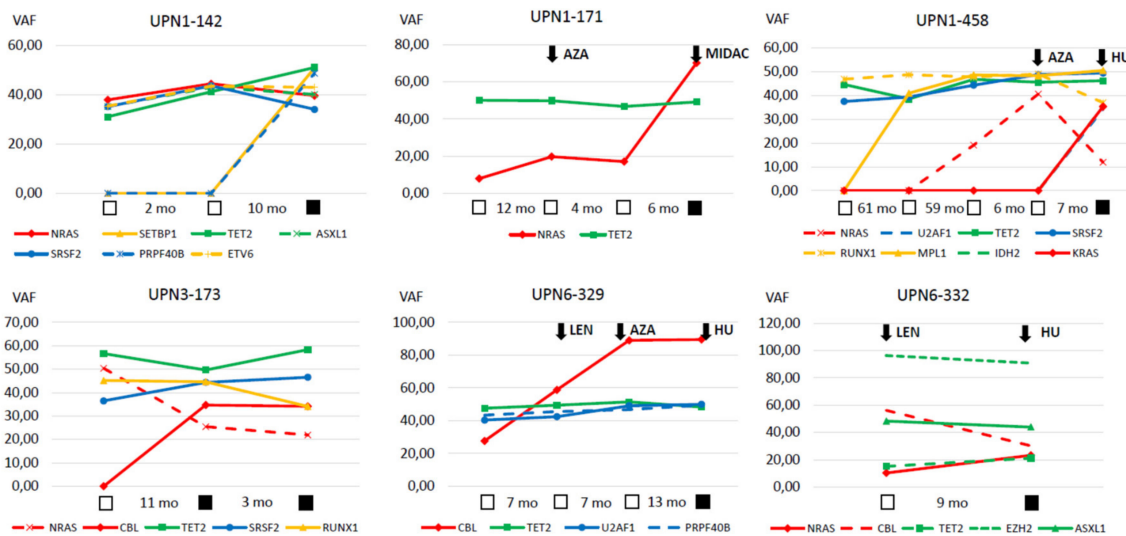 VAF UPN1-142
60,00
40,00
20,00
0,00
2 mo 10 mo
NRAS SETBP1 TET2 ASXL1
SRSF2 PRPF40B ETV6
VAF UPN1-171
80,00
60,00
40,00
20,00
0,00
AZA MIDAC
12 mo 4 mo 6 mo
NRAS TET2
VAF UPN1-458
60,00
50,00
40,00
30,00
20,00
10,00
0,00
AZA HU
61 mo 59 mo 6 mo 7 mo
NRAS U2AF1 TET2 SRSF2
RUNX1 MPL1 IDH2 KRAS
VAF UPN3-173
70,00
60,00
50,00
40,00
30,00
20,00
10,00
0,00
11 mo 3 mo
NRAS CBL TET2 SRSF2 RUNX1
VAF UPN6-329
100,00
80,00
60,00
40,00
20,00
0,00
LEN AZA HU
7 mo 7 mo 13 mo
CBL TET2 U2AF1 PRPF40B
VAF UPN6-332
120,00
100,00
80,00
60,00
40,00
20,00
0,00
LEN HU
9 mo
NRAS CBL TET2 EZH2 ASXL1